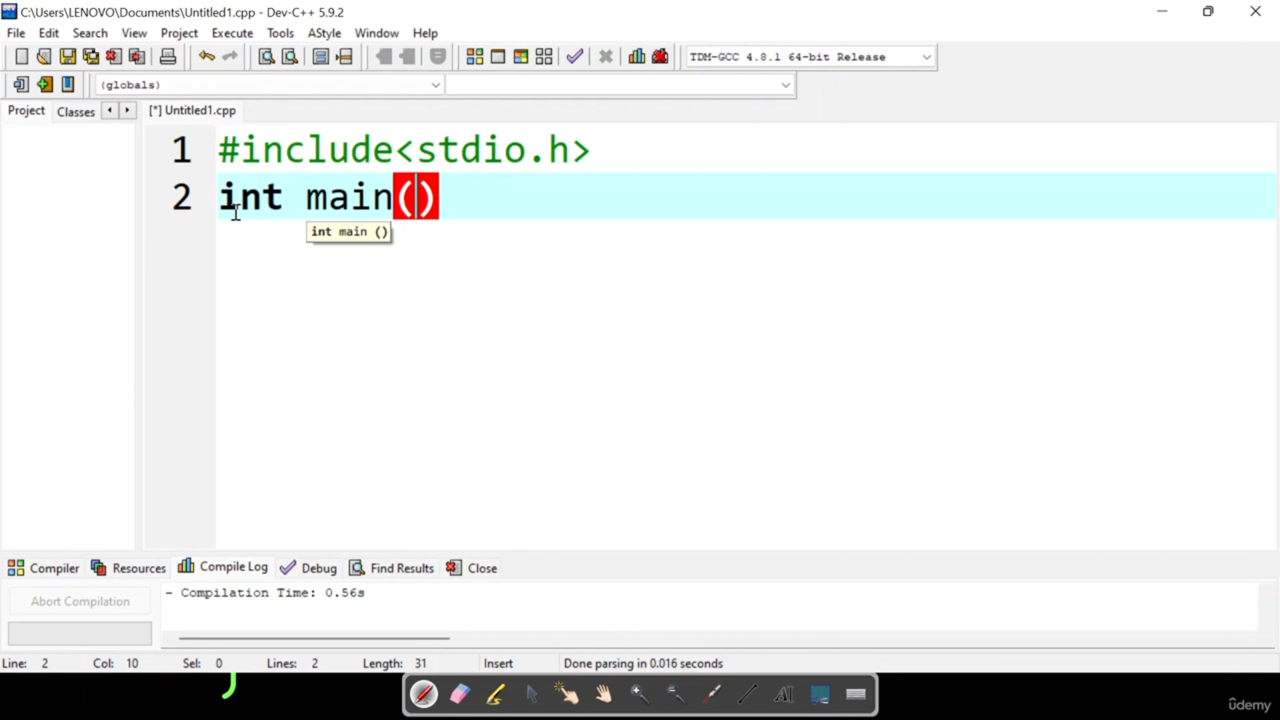 C:\Users\LENOVO\Documents\Untitled1.cpp - Dev-C++ 5.9.2
File Edit Search View Project Execute Tools AStyle Window Help
TDM-GCC 4.8.1 64-bit Release
(globals)
Project Classes [*] Untitled1.cpp
1 #include<stdio.h>
2 int main()
int main ()
Compiler Resources Compile Log Debug Find Results Close
Abort Compilation
- Compilation Time: 0.56s
Line: 2 Col: 10 Sel: 0 Lines: 2 Length: 31 Insert Done parsing in 0.016 seconds
AI
ûdemy